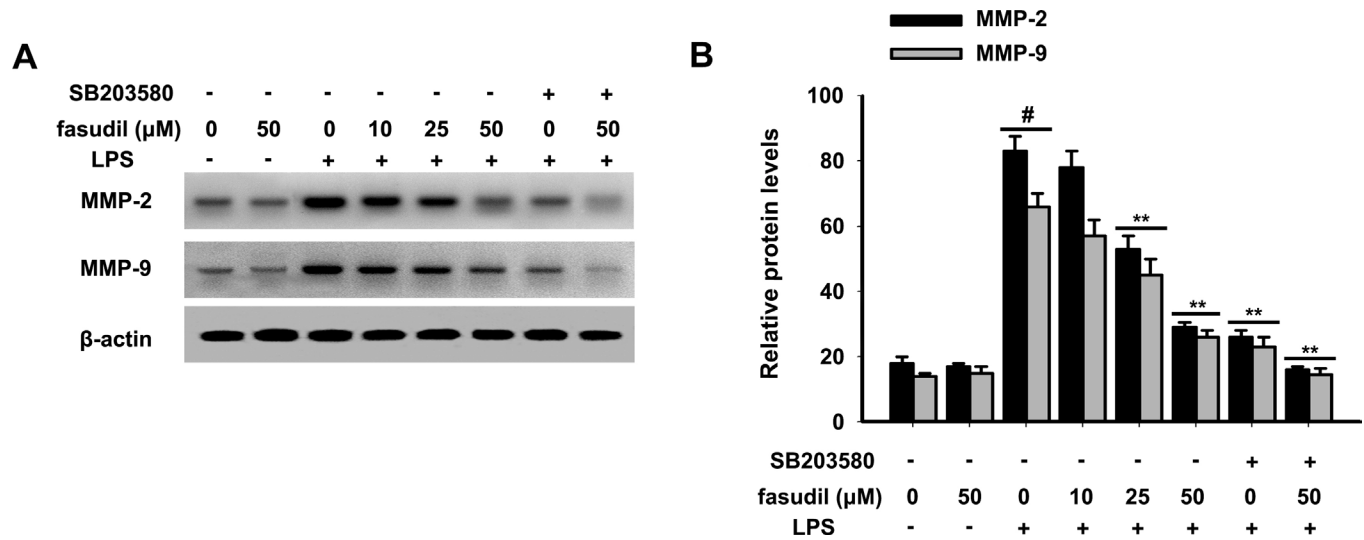 A
SB203580 - - - - - - + +
fasudil (µM) 0 50 0 10 25 50 0 50
LPS - - + + + + + +
MMP-2
MMP-9
β-actin
B
MMP-2
MMP-9
Relative protein levels
100
80
60
40
20
0
#
**
**
**
**
SB203580 - - - - - - + +
fasudil (µM) 0 50 0 10 25 50 0 50
LPS - - + + + + + +